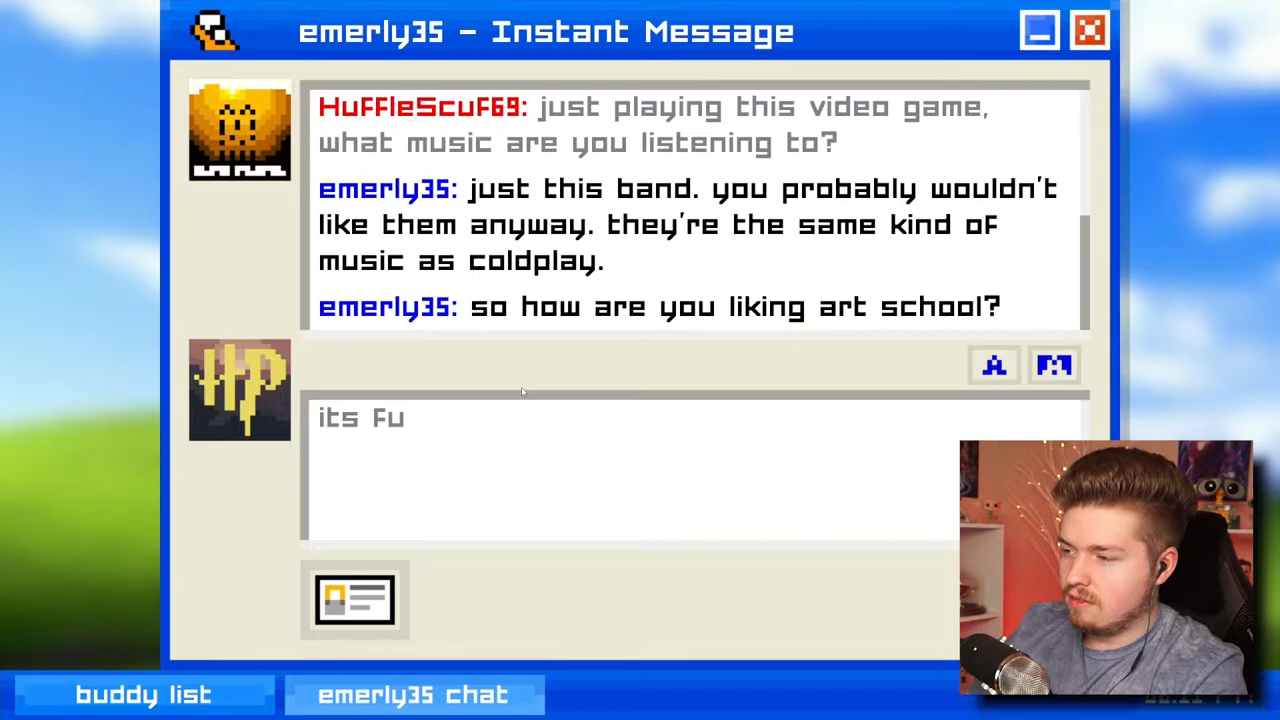 emerly35 - Instant Message
HuffleScuf69: just playing this video game,
what music are you listening to?
emerly35: just this band. you probably wouldn't
like them anyway. they're the same kind of
music as coldplay.
emerly35: so how are you liking art school?
HP
A
its fu
buddy list
emerly35 chat